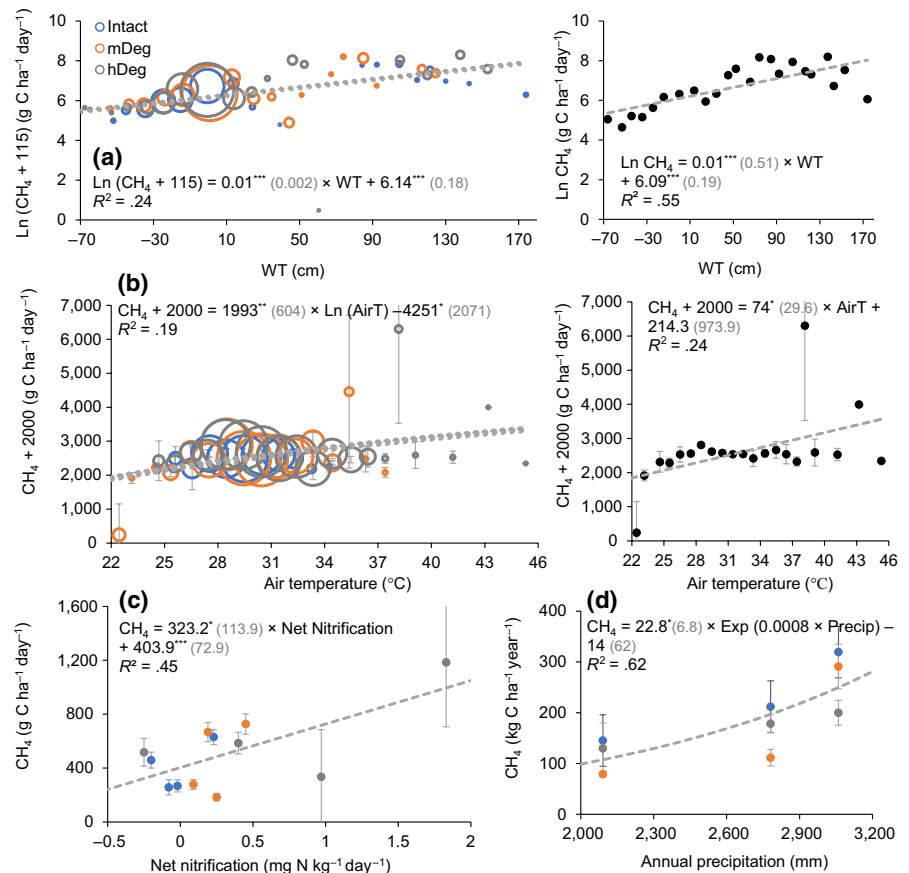 Intact
mDeg
hDeg
10
8
6
4
2
0
Ln (CH₄ + 115) (g C ha⁻¹ day⁻¹)
(a)
Ln (CH₄ + 115) = 0.01*** (0.002) × WT + 6.14*** (0.18)
R² = .24
−70 −30 10 50 90 130 170
WT (cm)
10
8
6
4
2
0
Ln CH₄ (g C ha⁻¹ day⁻¹)
Ln CH₄ = 0.01*** (0.51) × WT
+ 6.09*** (0.19)
R² = .55
−70 −30 10 50 90 130 170
WT (cm)
(b)
7,000
6,000
5,000
4,000
3,000
2,000
1,000
0
CH₄ + 2000 (g C ha⁻¹ day⁻¹)
CH₄ + 2000 = 1993** (604) × Ln (AirT) −4251* (2071)
R² = .19
22 25 28 31 34 37 40 43 46
Air temperature (°C)
7,000
6,000
5,000
4,000
3,000
2,000
1,000
0
CH₄ + 2000 (g C ha⁻¹ day⁻¹)
CH₄ + 2000 = 74* (29.6) × AirT +
214.3 (973.9)
R² = .24
22 25 28 31 34 37 40 43 46
Air temperature (°C)
(c)
1,600
1,200
800
400
0
CH₄ (g C ha⁻¹ day⁻¹)
CH₄ = 323.2* (113.9) × Net Nitrification
+ 403.9*** (72.9)
R² = .45
−0.5 0 0.5 1 1.5 2
Net nitrification (mg N kg⁻¹ day⁻¹)
(d)
400
300
200
100
0
CH₄ (kg C ha⁻¹ year⁻¹)
CH₄ = 22.8* (6.8) × Exp (0.0008 × Precip) –
14 (62)
R² = .62
2,000 2,300 2,600 2,900 3,200
Annual precipitation (mm)